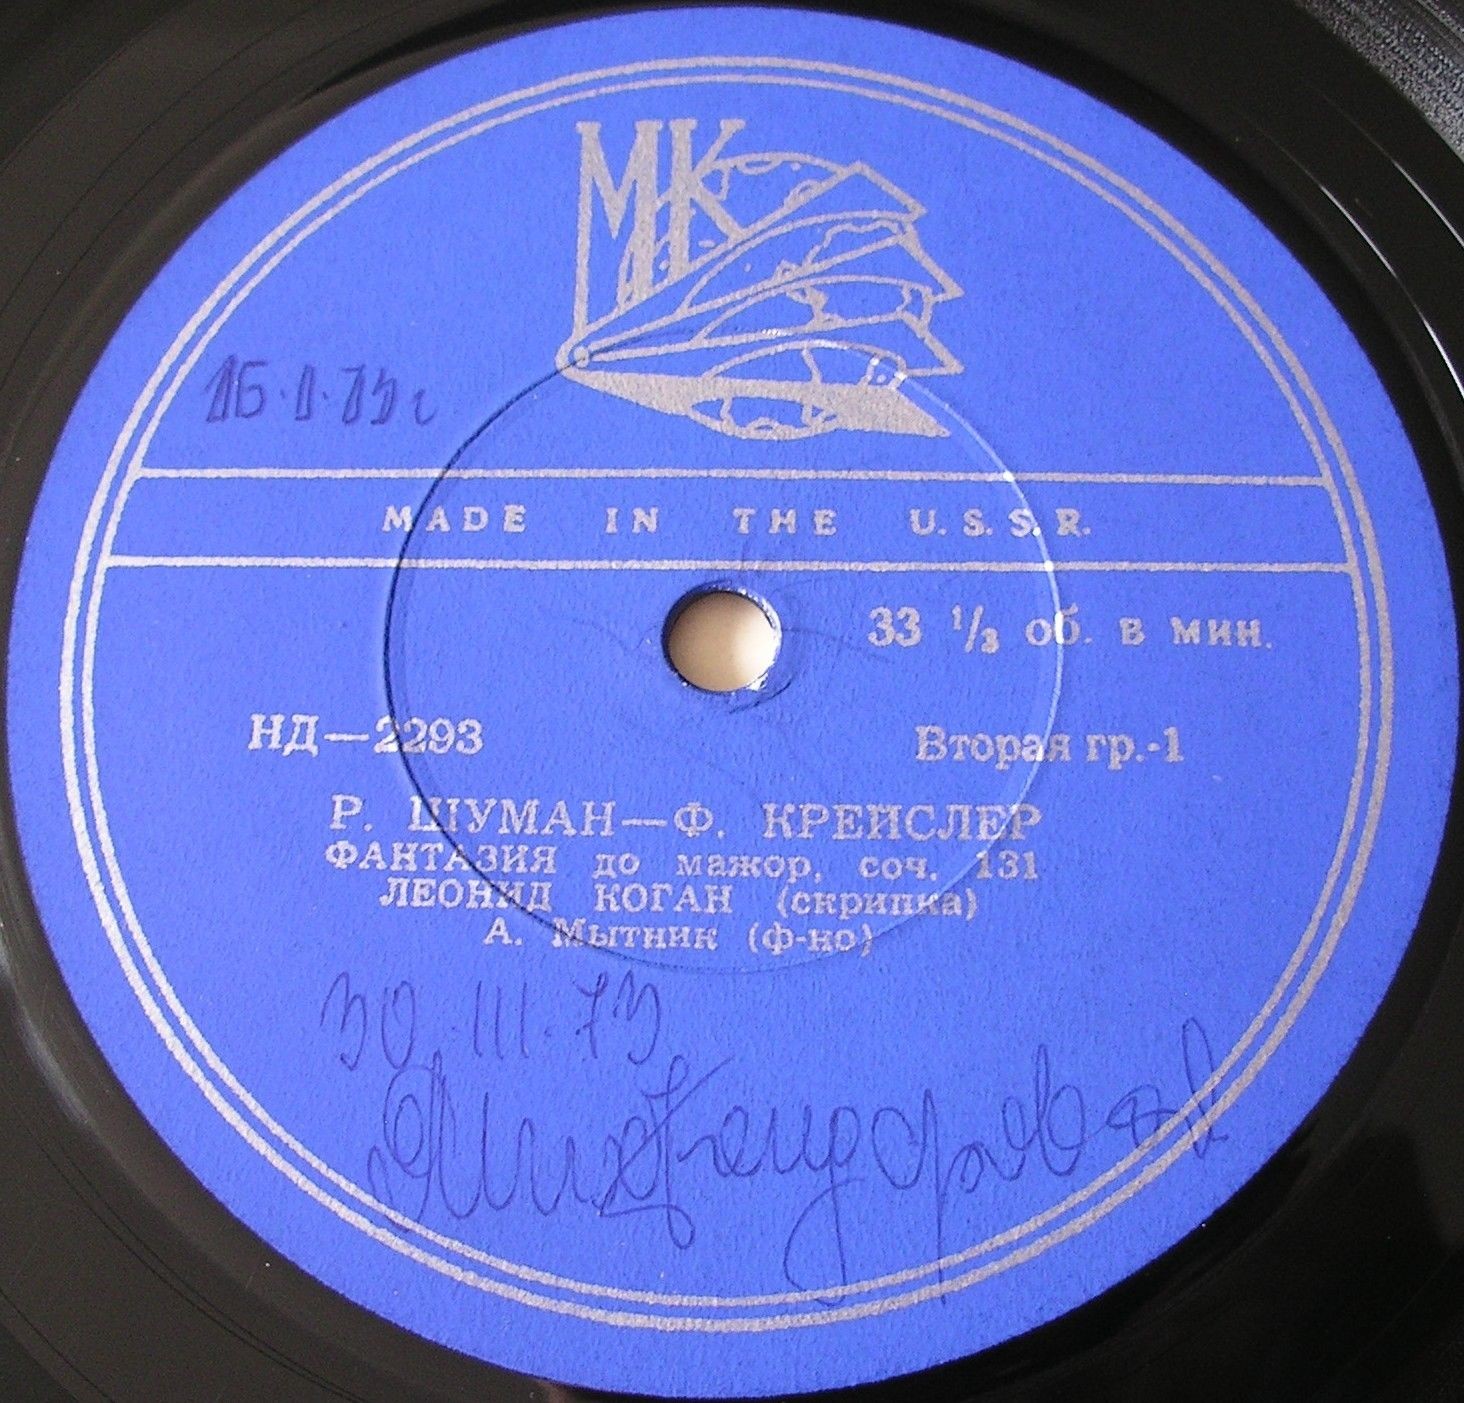 МК
16.I.73г
MADE IN THE U.S.S.R.
33 1/3 об. в мин.
НД—2293 Вторая гр.-1
Р. ШУМАН—Ф. КРЕЙСЛЕР
ФАНТАЗИЯ до мажор, соч. 131
ЛЕОНИД КОГАН (скрипка)
А. Мытник (ф-но)
30.III.73